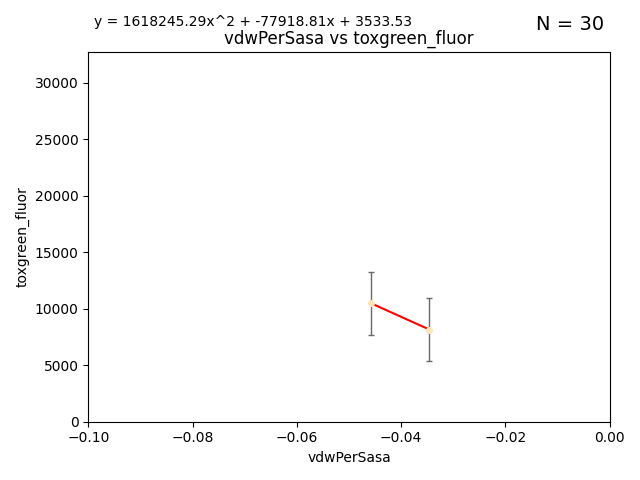 y = 1618245.29x^2 + -77918.81x + 3533.53
N = 30
vdwPerSasa vs toxgreen_fluor
30000
25000
20000
15000
10000
5000
0
toxgreen_fluor
−0.10
−0.08
−0.06
−0.04
−0.02
0.00
vdwPerSasa